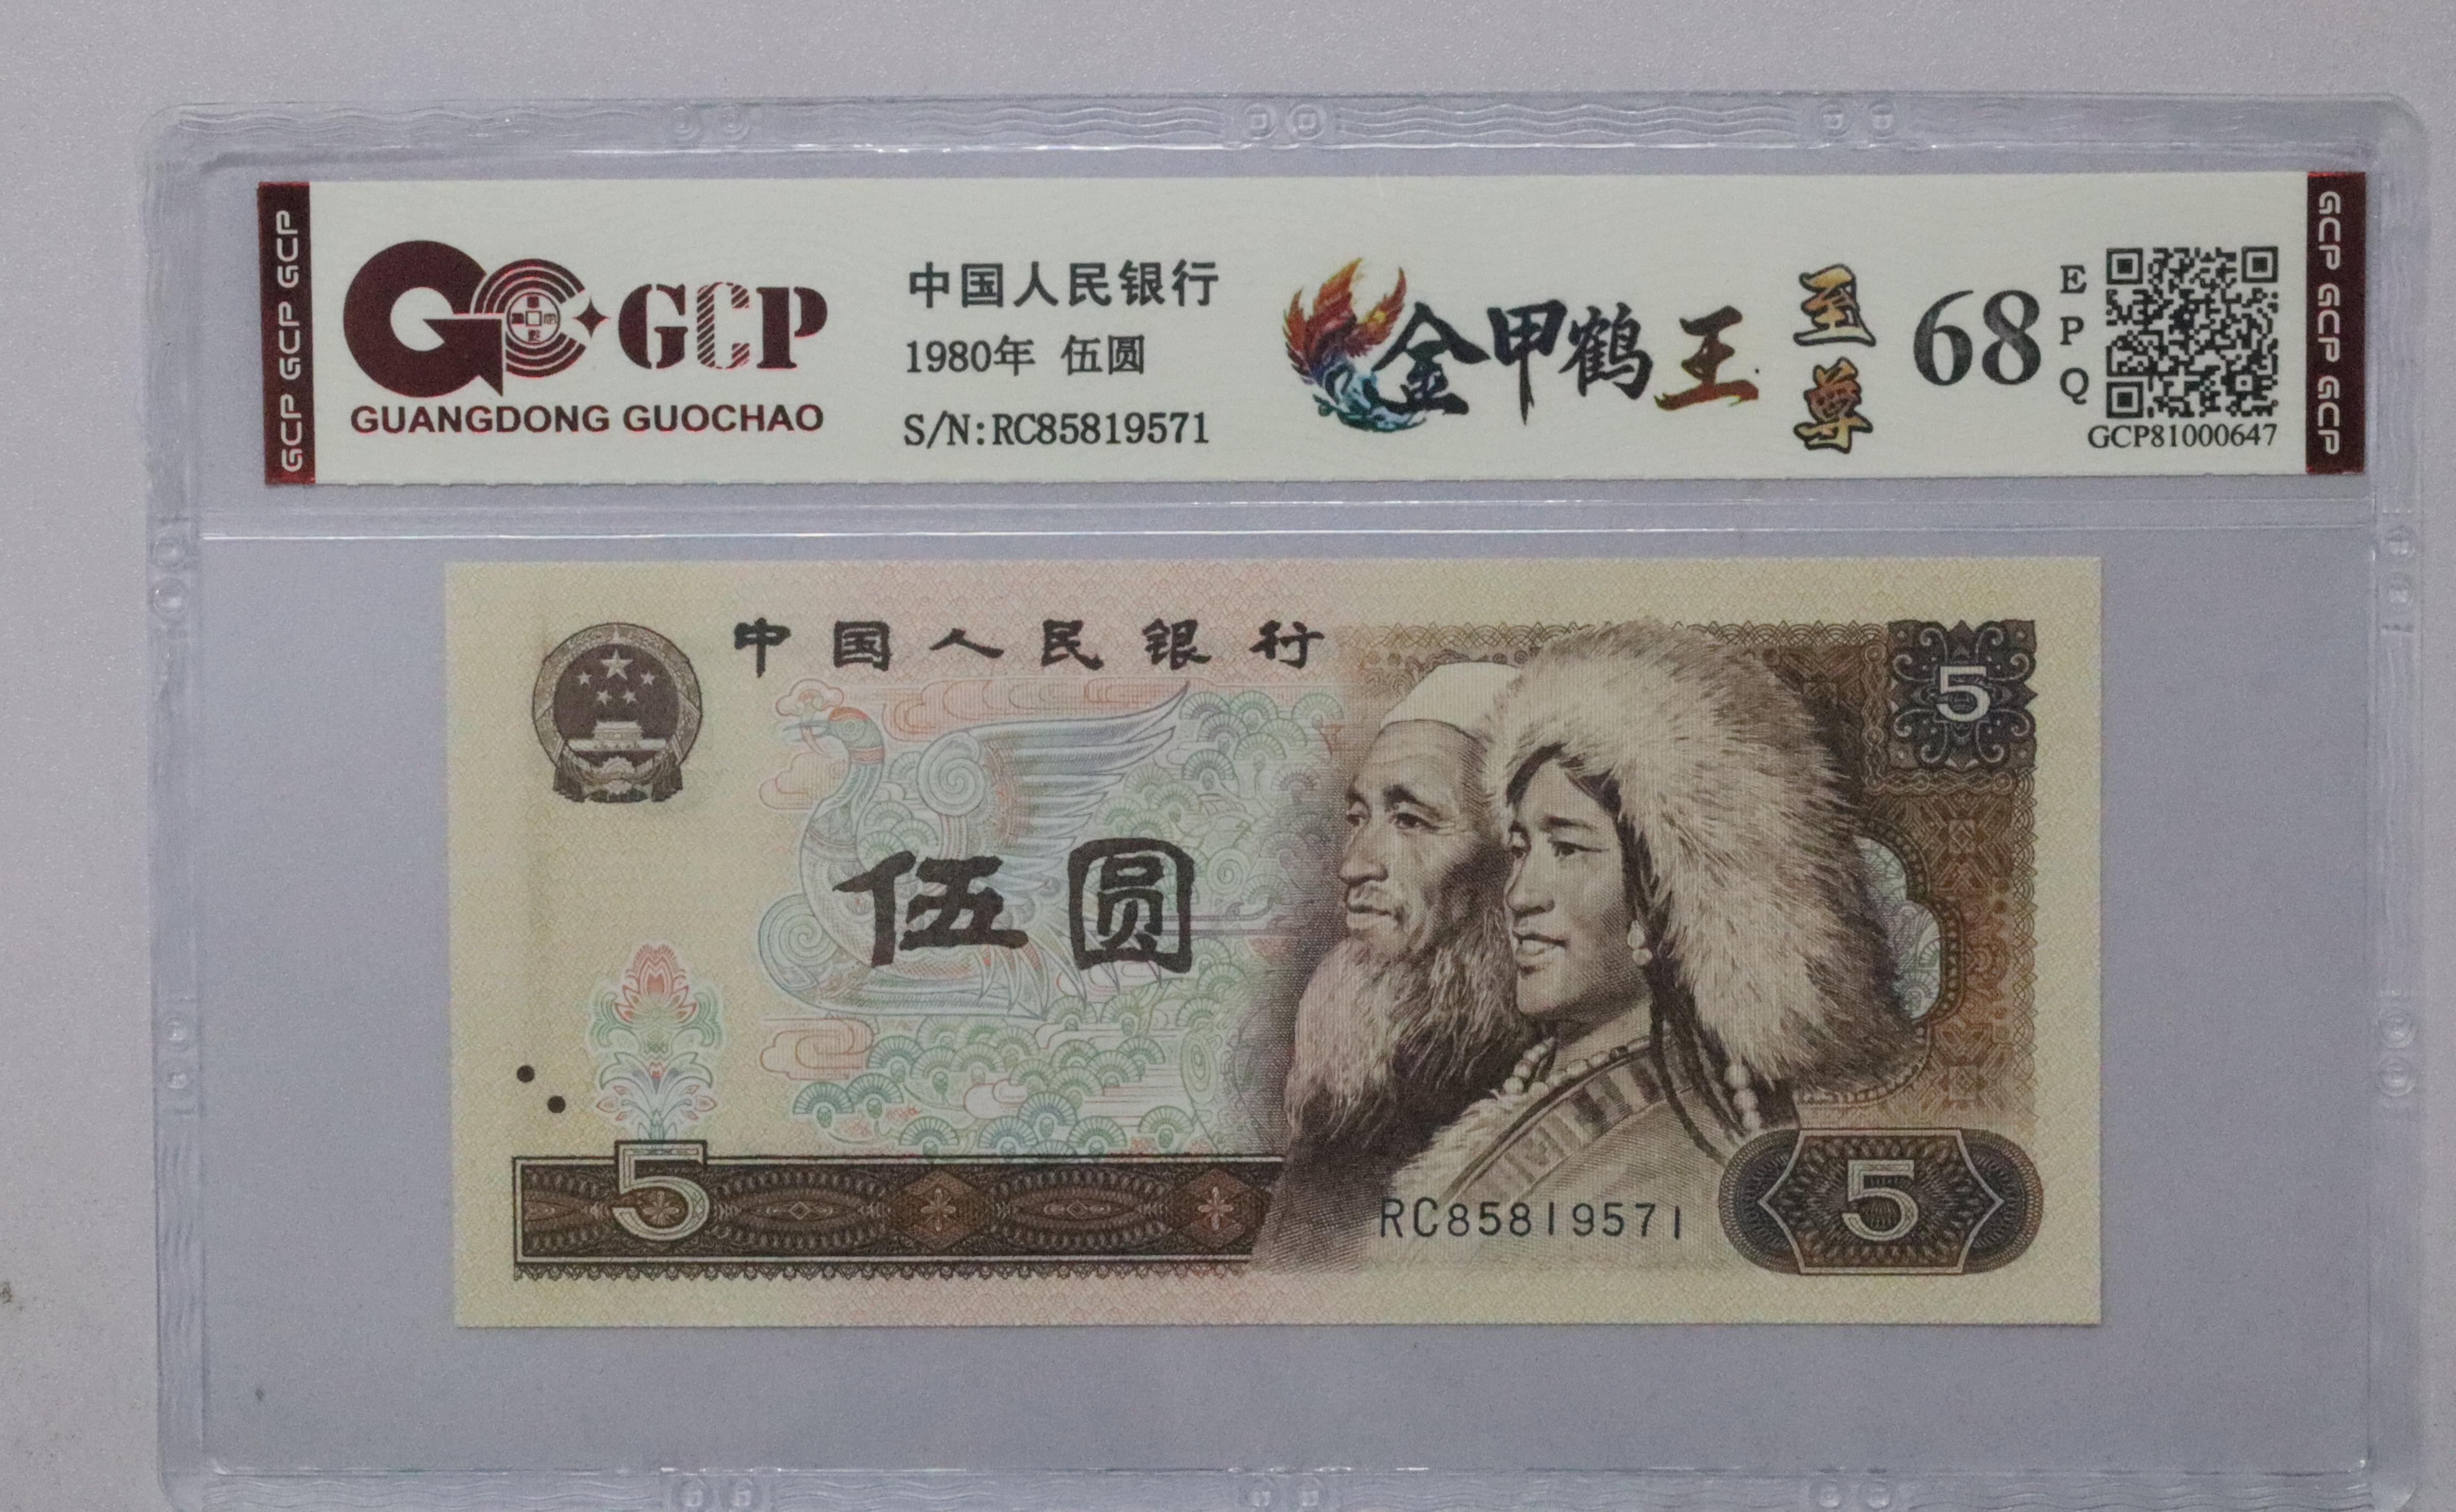 GCP GCP GCP
GCP
GUANGDONG GUOCHAO
中国人民银行
1980年 伍圆
S/N:RC85819571
金甲鹤王
至尊
68
EPQ
GCP81000647
GCP GCP GCP
中国人民银行
5
伍圆
5
RC85819571
5